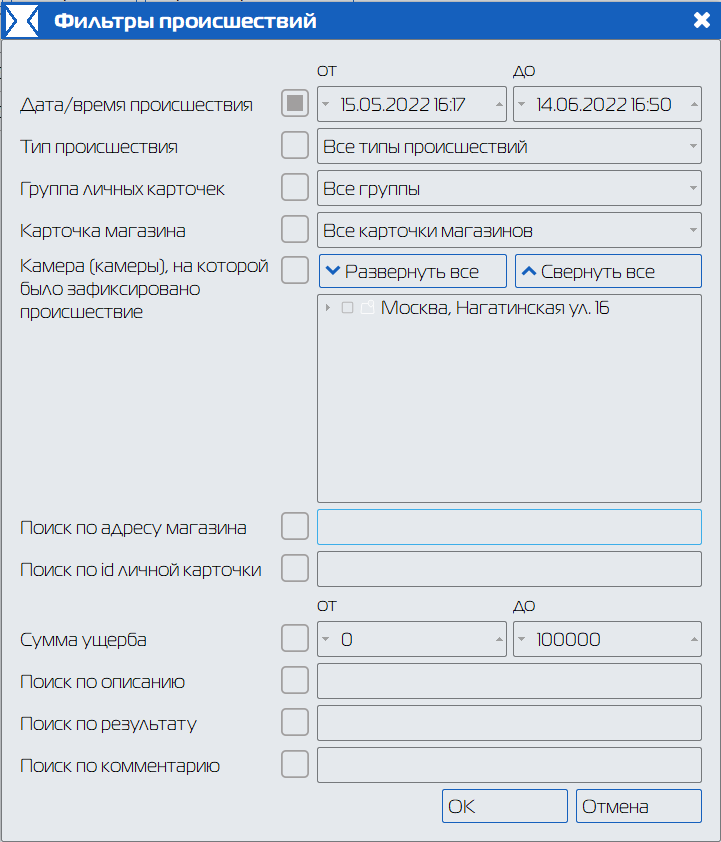 Фильтры происшествий
от до
Дата/время происшествия 15.05.2022 16:17 14.06.2022 16:50
Тип происшествия Все типы происшествий
Группа личных карточек Все группы
Карточка магазина Все карточки магазинов
Камера (камеры), на которой Развернуть все Свернуть все
было зафиксировано
происшествие
Москва, Нагатинская ул. 16
Поиск по адресу магазина
Поиск по id личной карточки
от до
Сумма ущерба 0 100000
Поиск по описанию
Поиск по результату
Поиск по комментарию
OK Отмена